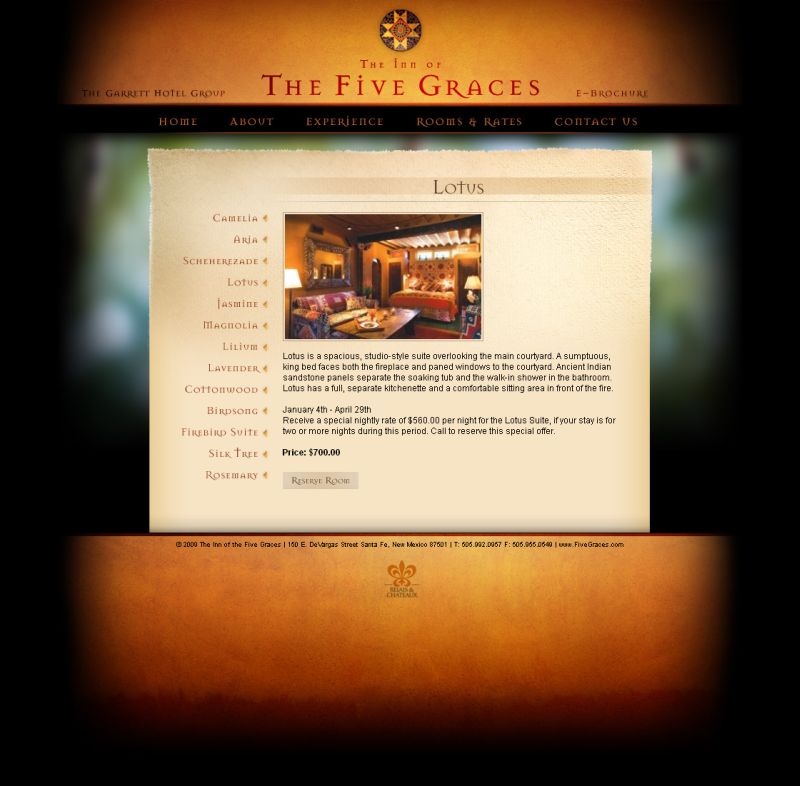 The Inn of
The Five Graces
The Garrett Hotel Group
E-Brochure
Home About Experience Rooms & Rates Contact Us
Lotus
Camelia
Aria
Scheherezade
Lotus
Jasmine
Magnolia
Lilium
Lavender
Cottonwood
Birdsong
Firebird Suite
Silk Tree
Rosemary
Lotus is a spacious, studio-style suite overlooking the main courtyard. A sumptuous,
king bed faces both the fireplace and paned windows to the courtyard. Ancient Indian
sandstone panels separate the soaking tub and the walk-in shower in the bathroom.
Lotus has a full, separate kitchenette and a comfortable sitting area in front of the fire.
January 4th - April 29th
Receive a special nightly rate of $560.00 per night for the Lotus Suite, if your stay is for
two or more nights during this period. Call to reserve this special offer.
Price: $700.00
Reserve Room
© 2009 The Inn of the Five Graces | 150 E. DeVargas Street Santa Fe, New Mexico 87501 | T: 505.992.0957 F: 505.955.0549 | www.FiveGraces.com
Relais &
Chateaux